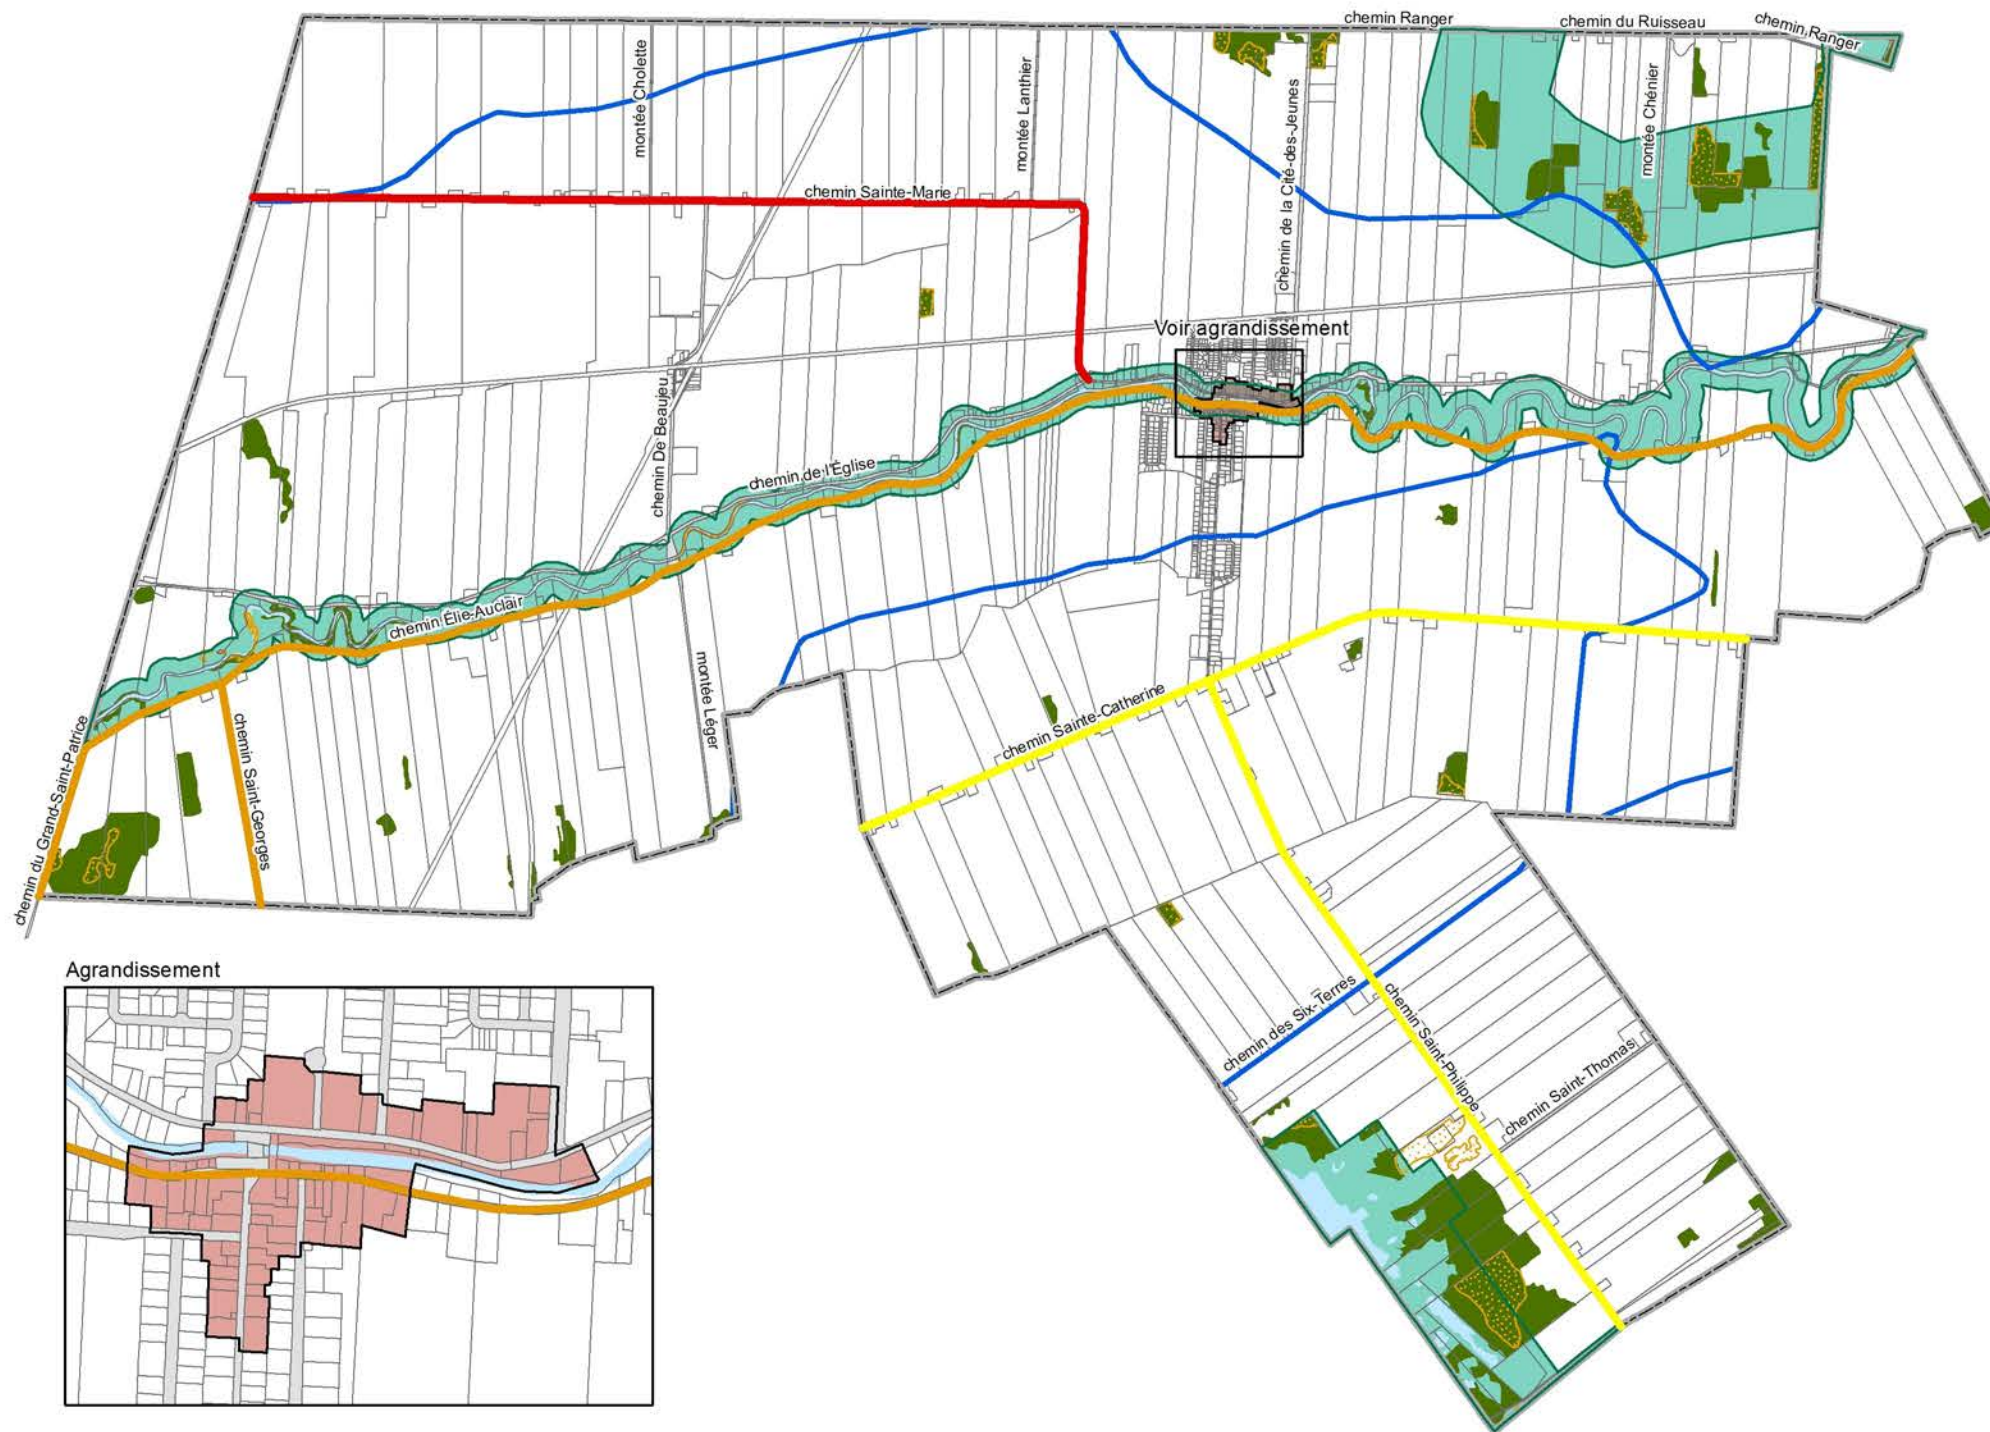 chemin Ranger
chemin du Ruisseau
chemin Ranger
montée Cholette
montée Lanthier
chemin de la Cité-des-Jeunes
montée Chénier
chemin Sainte-Marie
Voir agrandissement
chemin De Beaujeu
chemin de l'Église
chemin Élie-Auclair
montée Léger
chemin Sainte-Catherine
chemin du Grand-Saint-Patrice
chemin Saint-Georges
Agrandissement
chemin des Six-Terres
chemin Saint-Philippe
chemin Saint-Thomas